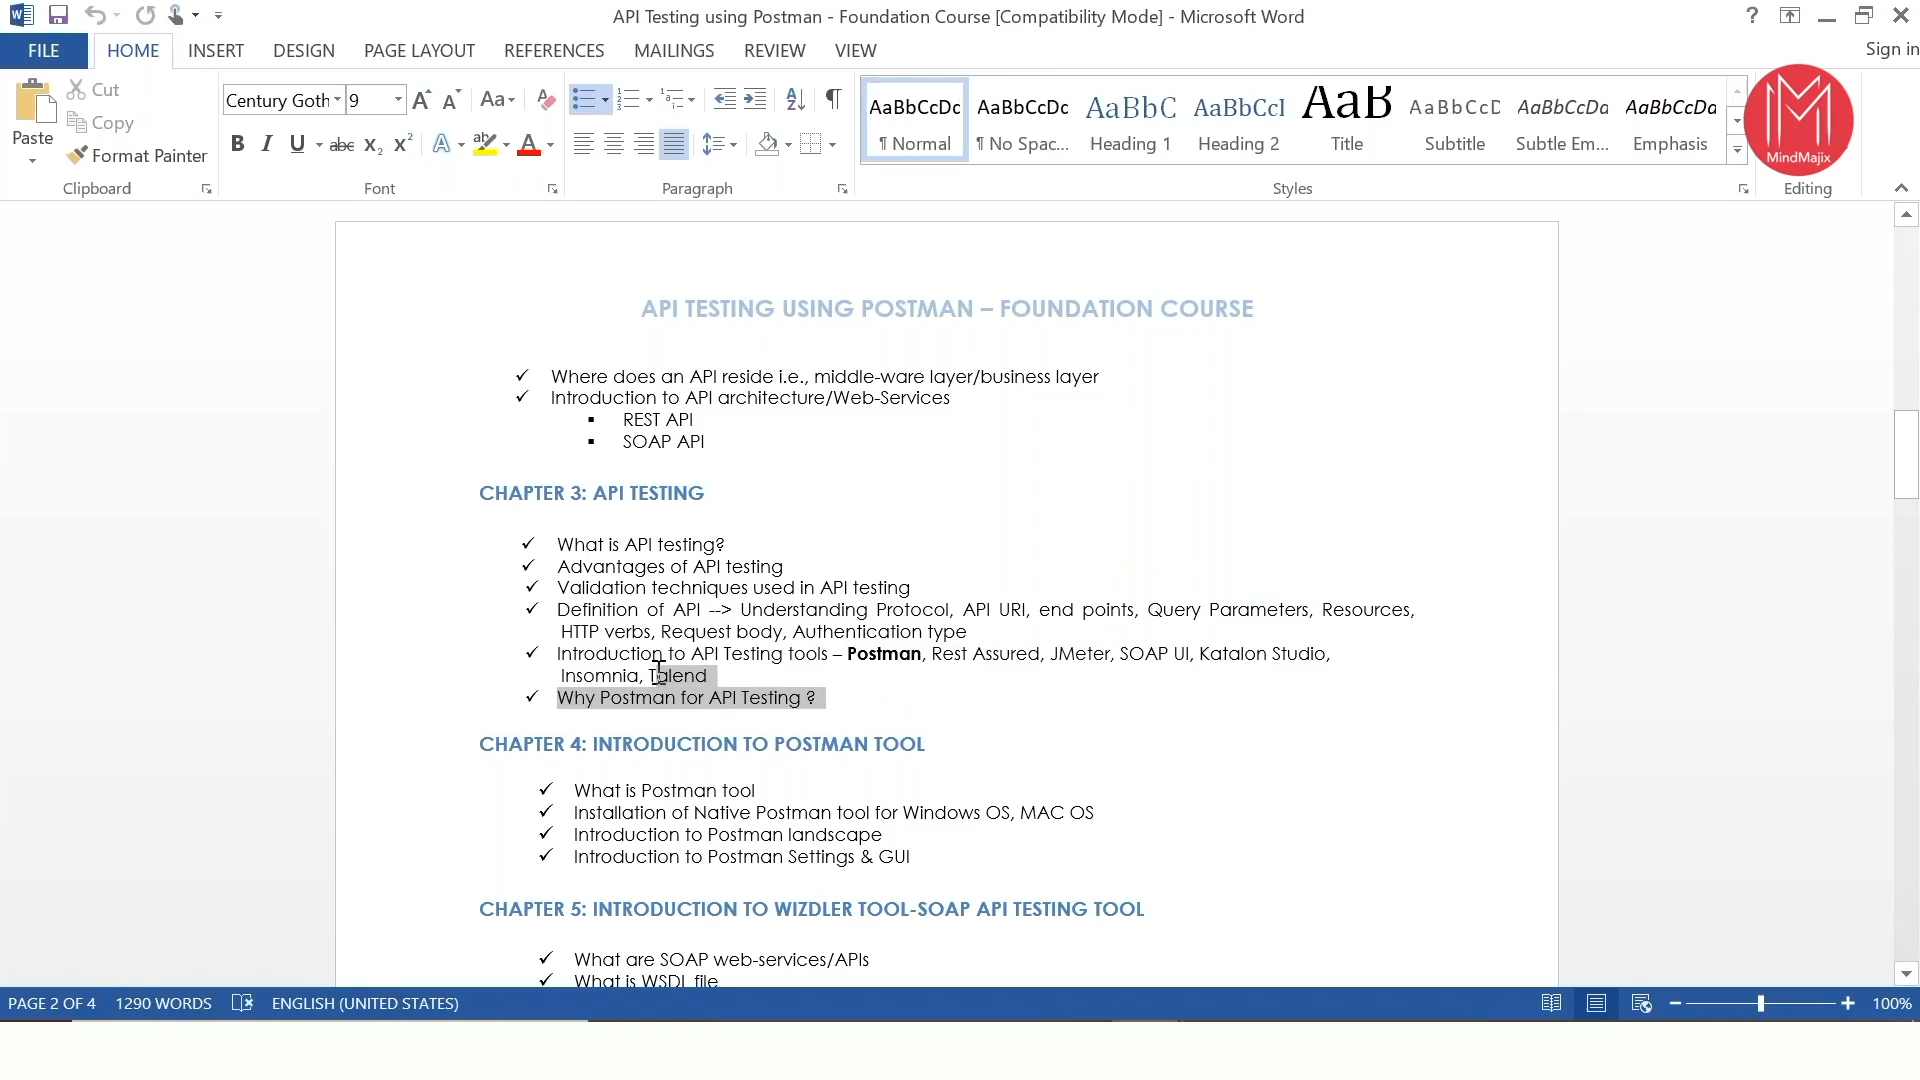 API Testing using Postman - Foundation Course [Compatibility Mode] - Microsoft Word
FILE HOME INSERT DESIGN PAGE LAYOUT REFERENCES MAILINGS REVIEW VIEW Sign in
Paste
Cut
Copy
Format Painter
Century Goth 9
AaBbCcDc AaBbCcDc AaBbC AaBbCcI AaB AaBbCcD AaBbCcDa AaBbCcDa
¶ Normal ¶ No Spac... Heading 1 Heading 2 Title Subtitle Subtle Em... Emphasis
MindMajix
Clipboard Font Paragraph Styles Editing
API TESTING USING POSTMAN – FOUNDATION COURSE
✓ Where does an API reside i.e., middle-ware layer/business layer
✓ Introduction to API architecture/Web-Services
▪ REST API
▪ SOAP API
CHAPTER 3: API TESTING
✓ What is API testing?
✓ Advantages of API testing
✓ Validation techniques used in API testing
✓ Definition of API --> Understanding Protocol, API URI, end points, Query Parameters, Resources,
HTTP verbs, Request body, Authentication type
✓ Introduction to API Testing tools – Postman, Rest Assured, JMeter, SOAP UI, Katalon Studio,
Insomnia, Talend
✓ Why Postman for API Testing ?
CHAPTER 4: INTRODUCTION TO POSTMAN TOOL
✓ What is Postman tool
✓ Installation of Native Postman tool for Windows OS, MAC OS
✓ Introduction to Postman landscape
✓ Introduction to Postman Settings & GUI
CHAPTER 5: INTRODUCTION TO WIZDLER TOOL-SOAP API TESTING TOOL
✓ What are SOAP web-services/APIs
✓ What is WSDL file
PAGE 2 OF 4 1290 WORDS ENGLISH (UNITED STATES) 100%